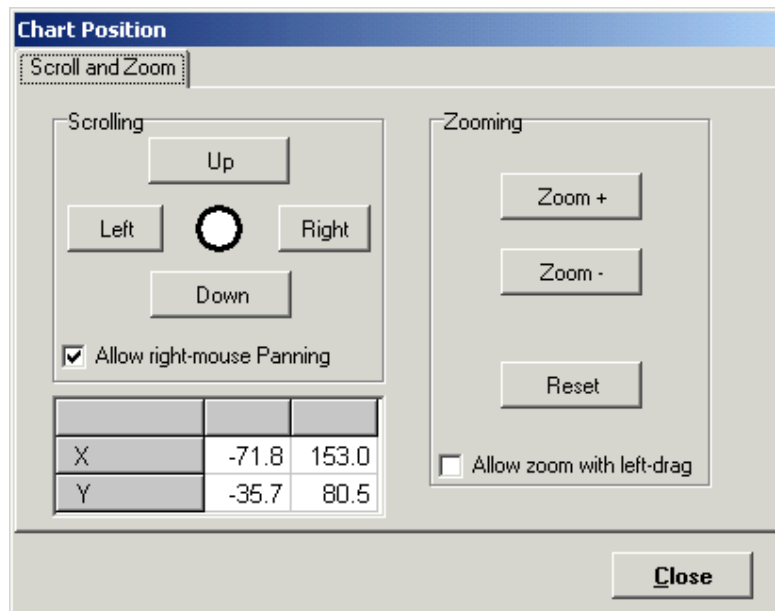 Chart Position
Scroll and Zoom
Scrolling
Up
Left
Right
Down
Allow right-mouse Panning
X -71.8 153.0
Y -35.7 80.5
Zooming
Zoom +
Zoom -
Reset
Allow zoom with left-drag
Close